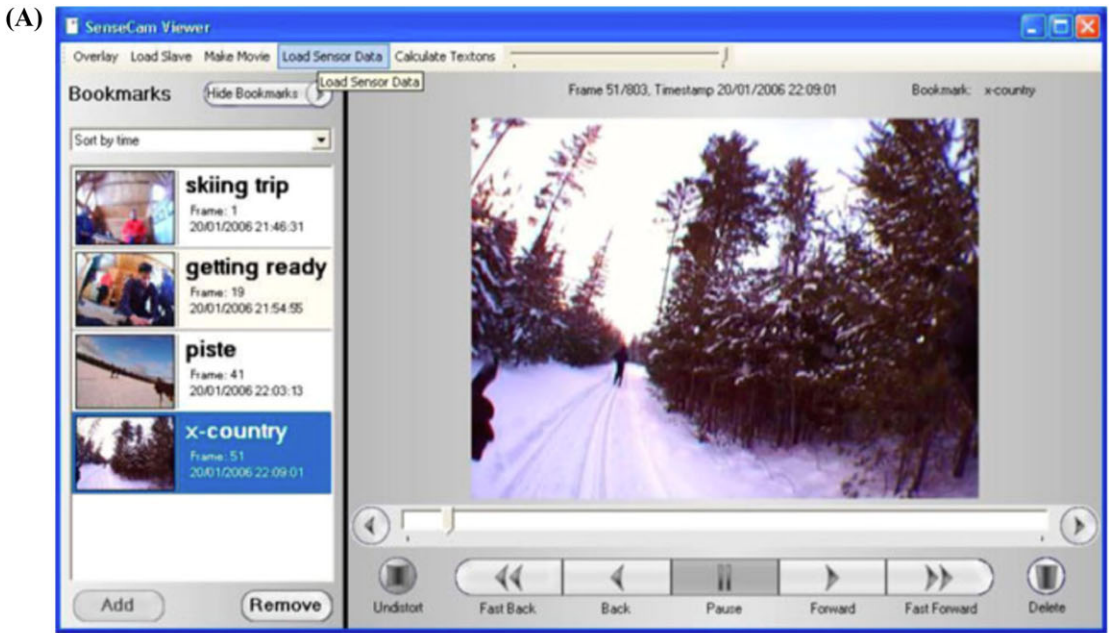 (A)
SenseCam Viewer
Overlay Load Slave Make Movie Load Sensor Data Calculate Textons
Load Sensor Data
Bookmarks Hide Bookmarks
Frame 51/803, Timestamp 20/01/2006 22:09:01 Bookmark: x-country
Sort by time
skiing trip
Frame: 1
20/01/2006 21:46:31
getting ready
Frame: 19
20/01/2006 21:54:55
piste
Frame: 41
20/01/2006 22:03:13
x-country
Frame: 51
20/01/2006 22:09:01
Add Remove
Undistort Fast Back Back Pause Forward Fast Forward Delete